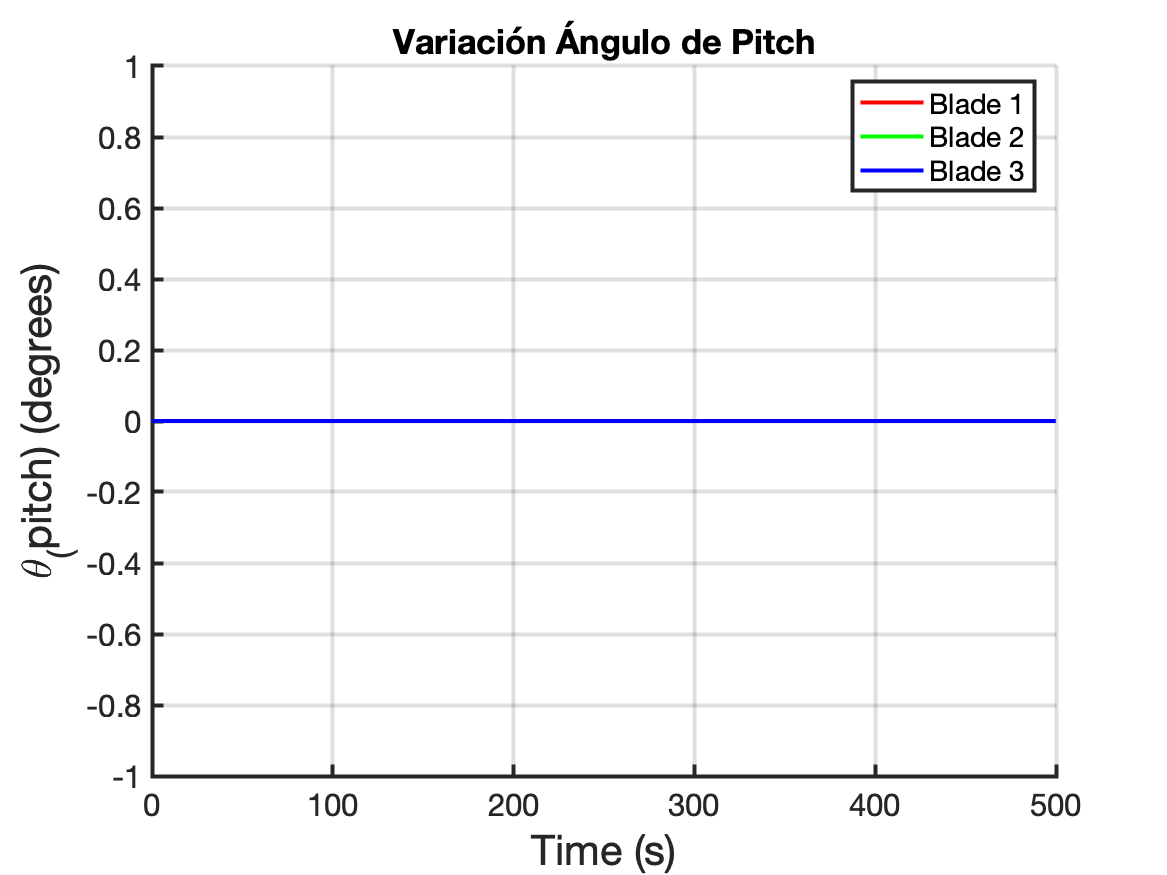 Variación Ángulo de Pitch
Blade 1
Blade 2
Blade 3
1
0.8
0.6
0.4
0.2
0
-0.2
-0.4
-0.6
-0.8
-1
θ(pitch) (degrees)
0 100 200 300 400 500
Time (s)